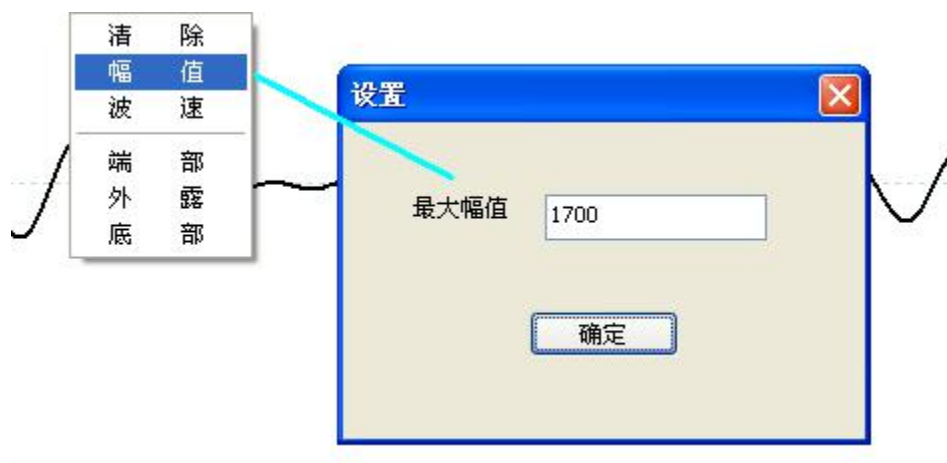 清 除
幅 值
波 速
端 部
外 露
底 部
设置
最大幅值
1700
确定